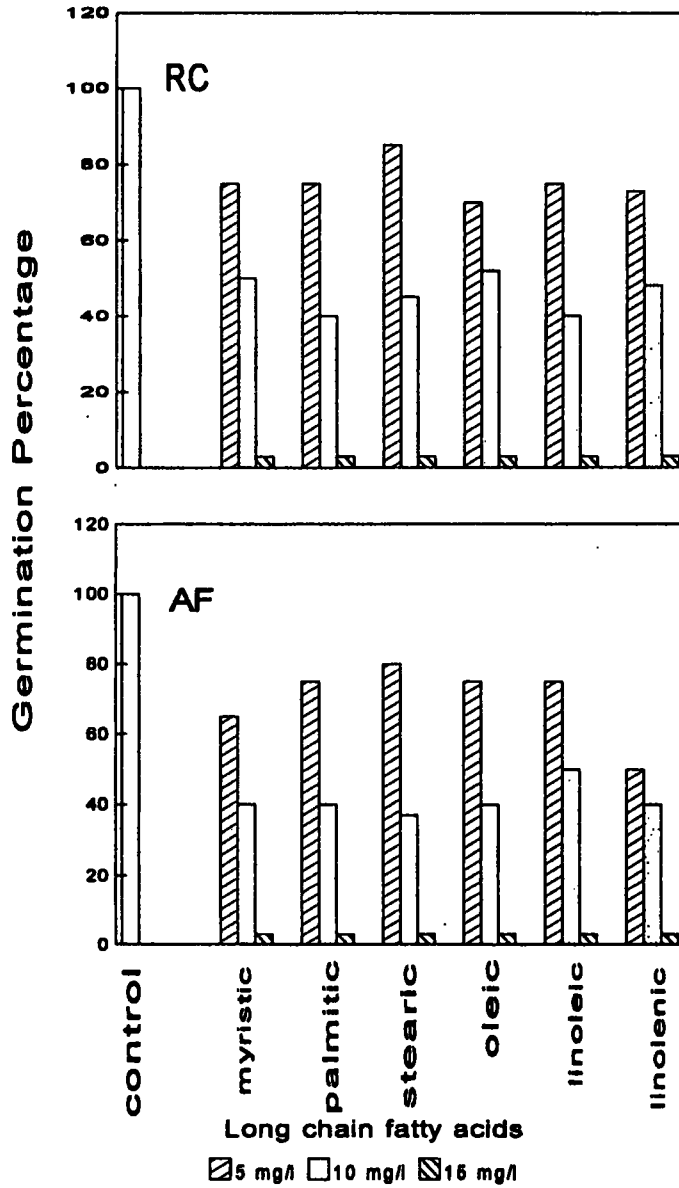 120
RC
100
80
60
40
20
0
Germination Percentage
120
AF
100
80
60
40
20
0
control
myristic
palmitic
stearic
oleic
linoleic
linolenic
Long chain fatty acids
5 mg/l 10 mg/l 15 mg/l